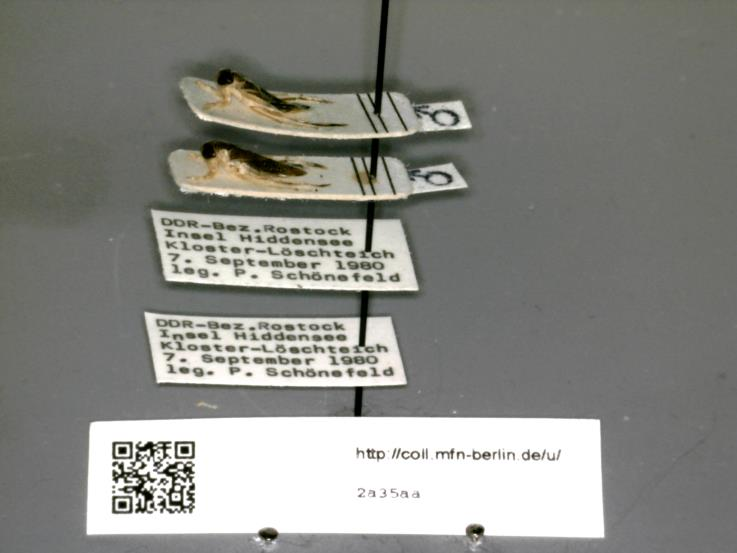 ♂
♂
DDR-Bez.Rostock
Insel Hiddensee
Kloster-Löschteich
7. September 1980
leg. P. Schönefeld
DDR-Bez.Rostock
Insel Hiddensee
Kloster-Löschteich
7. September 1980
leg. P. Schönefeld
http://coll.mfn-berlin.de/u/
2a35aa